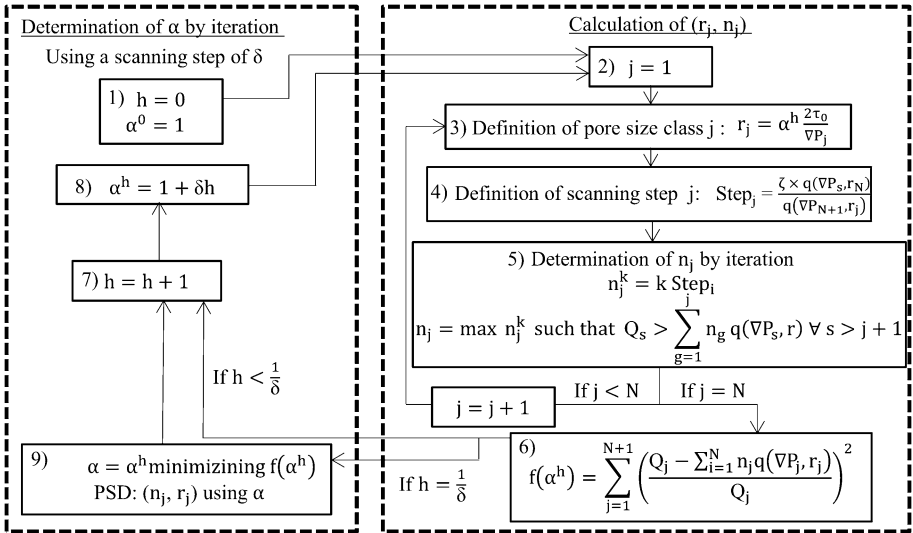 Determination of α by iteration
Using a scanning step of δ
1) h = 0
α⁰ = 1
8) αʰ = 1 + δh
7) h = h + 1
If h < 1/δ
9) α = αʰ minimizining f(αʰ)
PSD: (nⱼ, rⱼ) using α
Calculation of (rⱼ, nⱼ)
2) j = 1
3) Definition of pore size class j : rⱼ = αʰ 2τ₀/∇Pⱼ
4) Definition of scanning step j: Stepⱼ = ζ × q(∇Pₛ,r_N)/q(∇P_N+1,rⱼ)
5) Determination of nⱼ by iteration
nⱼᵏ = k Stepᵢ
nⱼ = max nⱼᵏ such that Qₛ > ∑_{g=1}^{j} n_g q(∇Pₛ, r) ∀ s > j + 1
If j < N
If j = N
j = j + 1
If h = 1/δ
6)
f(αʰ) = ∑_{j=1}^{N+1} ((Qⱼ − ∑_{i=1}^{N} nⱼq(∇Pⱼ, rⱼ))/Qⱼ)²